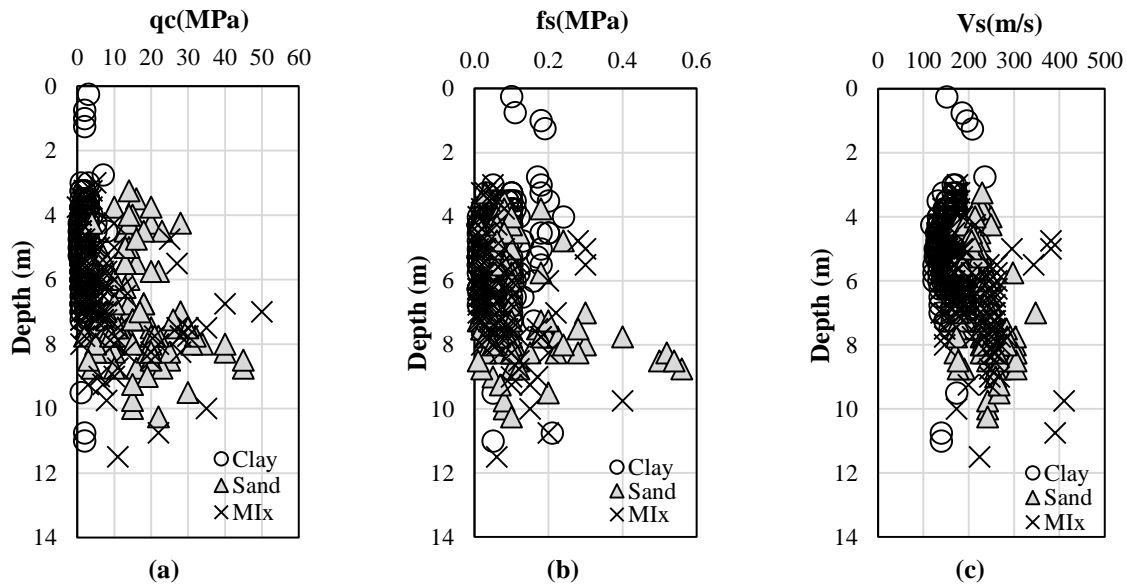 qc(MPa)
0 10 20 30 40 50 60
0
2
4
6
8
10
12
14
Depth (m)
Clay
Sand
MIx
(a)
fs(MPa)
0.0 0.2 0.4 0.6
0
2
4
6
8
10
12
14
Depth (m)
Clay
Sand
MIx
(b)
Vs(m/s)
0 100 200 300 400 500
0
2
4
6
8
10
12
14
Depth (m)
Clay
Sand
MIx
(c)